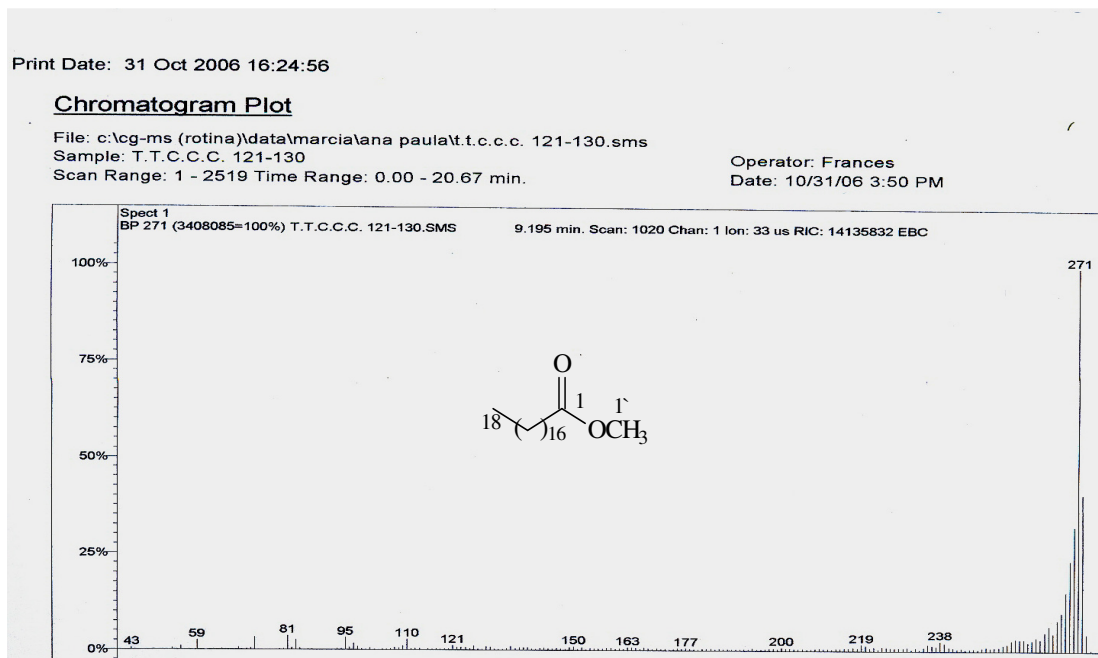 Print Date: 31 Oct 2006 16:24:56
Chromatogram Plot
File: c:\cg-ms (rotina)\data\marcia\ana paula\t.t.c.c.c. 121-130.sms
Sample: T.T.C.C.C. 121-130
Operator: Frances
Scan Range: 1 - 2519 Time Range: 0.00 - 20.67 min.
Date: 10/31/06 3:50 PM
Spect 1
BP 271 (3408085=100%) T.T.C.C.C. 121-130.SMS
9.195 min. Scan: 1020 Chan: 1 Ion: 33 us RIC: 14135832 EBC
100%
271
75%
O
1
1`
18
( )16
OCH3
50%
25%
0%
43
59
81
95
110
121
150
163
177
200
219
238